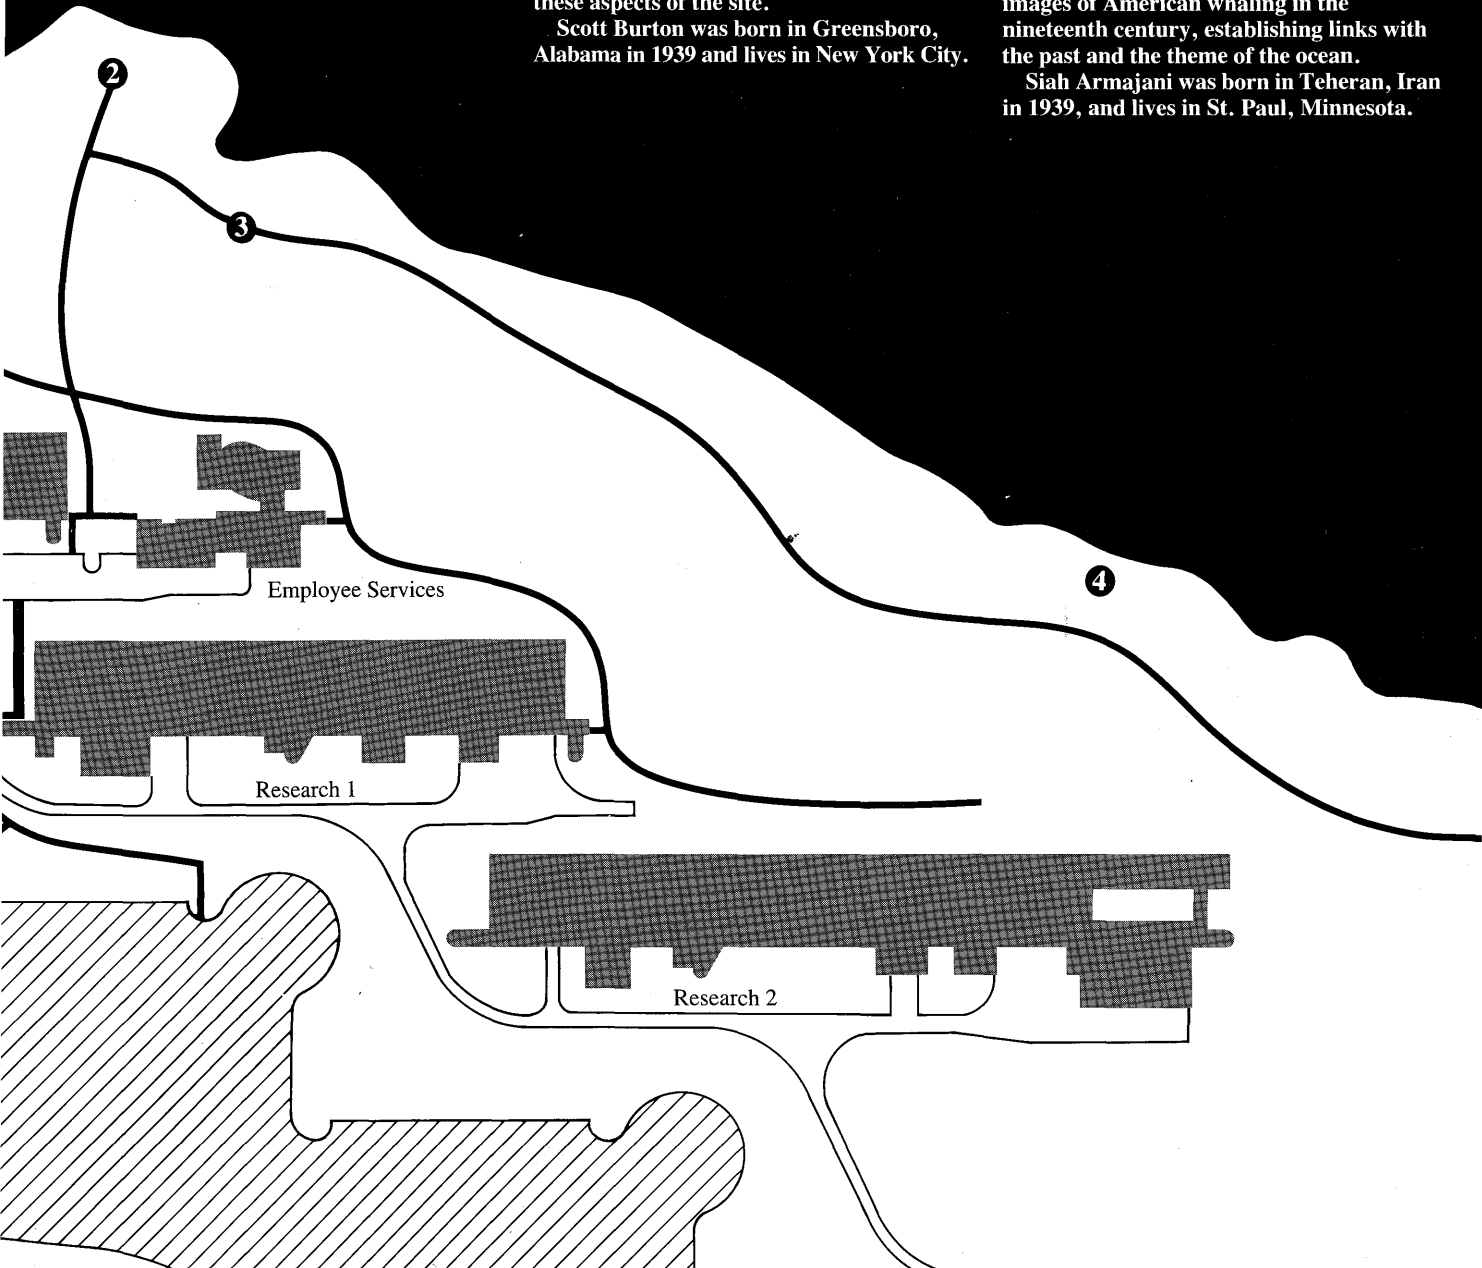 these aspects of the site.
Scott Burton was born in Greensboro,
Alabama in 1939 and lives in New York City.
images of American whaling in the
nineteenth century, establishing links with
the past and the theme of the ocean.
Siah Armajani was born in Teheran, Iran
in 1939, and lives in St. Paul, Minnesota.
2
3
4
Employee Services
Research 1
Research 2